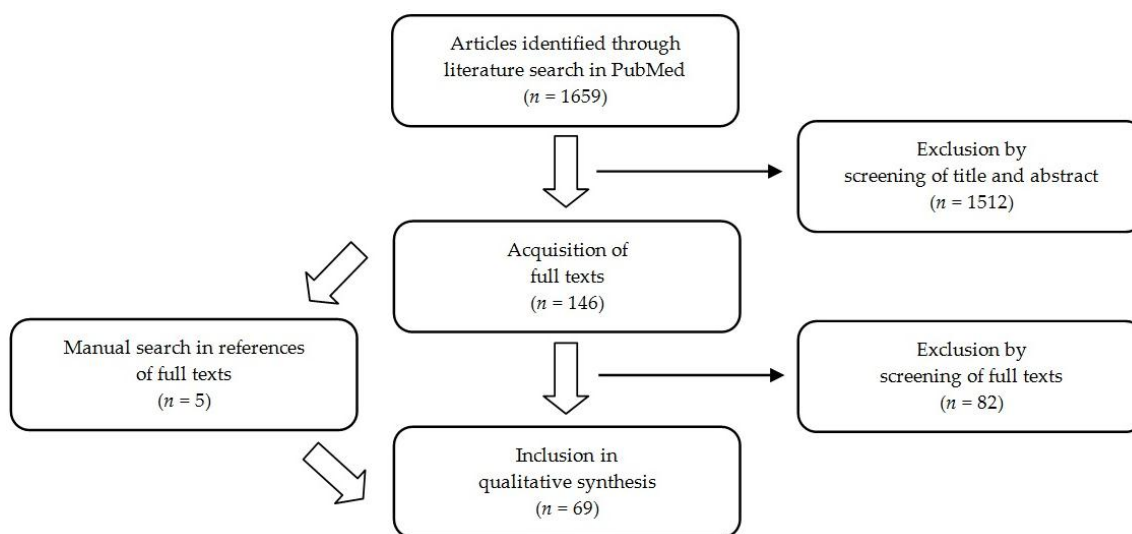 Articles identified through
literature search in PubMed
(n = 1659)
Exclusion by
screening of title and abstract
(n = 1512)
Acquisition of
full texts
(n = 146)
Manual search in references
of full texts
(n = 5)
Exclusion by
screening of full texts
(n = 82)
Inclusion in
qualitative synthesis
(n = 69)